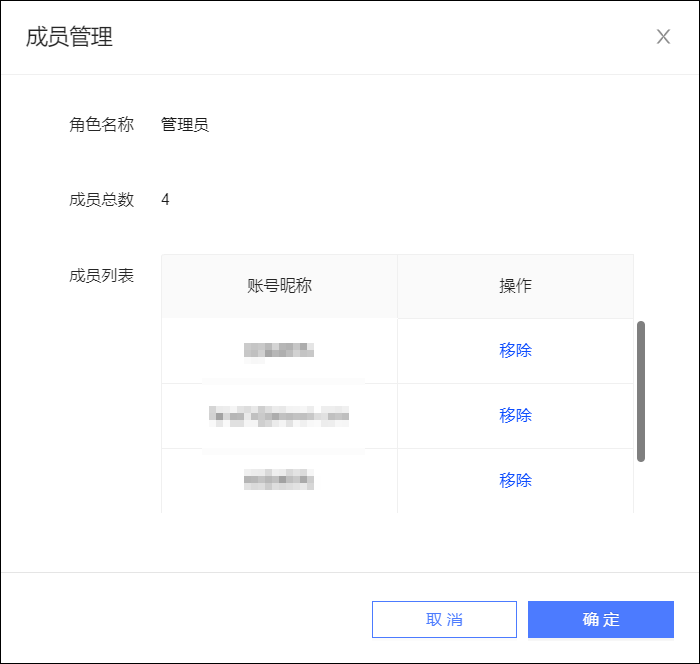 成员管理
角色名称 管理员
成员总数 4
成员列表 账号昵称 操作
移除
移除
移除
取消 确定